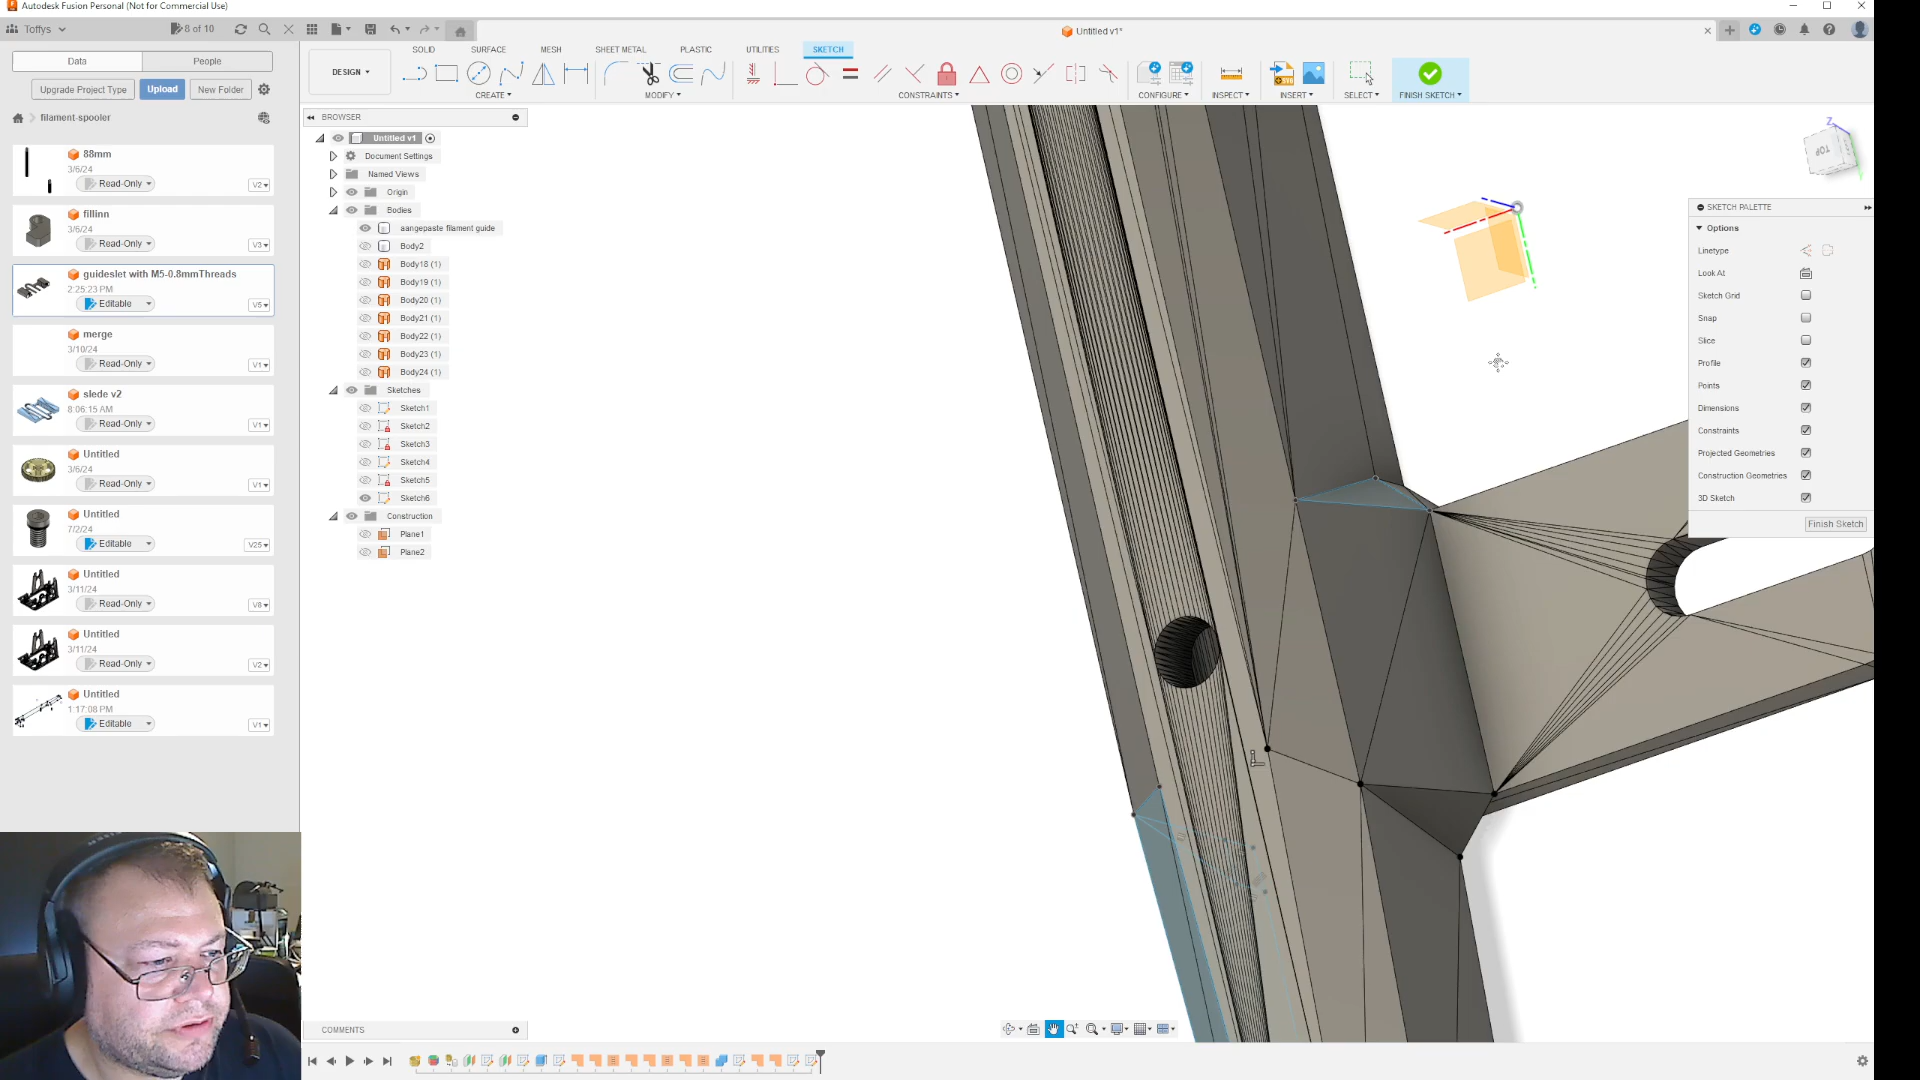 Autodesk Fusion Personal (Not for Commercial Use)
Toffys
8 of 10
Untitled v1*
Data
People
Upgrade Project Type
Upload
New Folder
filament-spooler
88mm
3/6/24
Read-Only
V2
fillinn
3/6/24
Read-Only
V3
guideslet with M5-0.8mmThreads
2:25:23 PM
Editable
V5
merge
3/10/24
Read-Only
V1
slede v2
8:06:15 AM
Read-Only
V1
Untitled
3/6/24
Read-Only
V1
Untitled
7/2/24
Editable
V25
Untitled
3/11/24
Read-Only
V8
Untitled
3/11/24
Read-Only
V2
Untitled
1:17:08 PM
Editable
V1
DESIGN
SOLID
SURFACE
MESH
SHEET METAL
PLASTIC
UTILITIES
SKETCH
CREATE
MODIFY
CONSTRAINTS
CONFIGURE
INSPECT
INSERT
SELECT
FINISH SKETCH
BROWSER
Untitled v1
Document Settings
Named Views
Origin
Bodies
aangepaste filament guide
Body2
Body18 (1)
Body19 (1)
Body20 (1)
Body21 (1)
Body22 (1)
Body23 (1)
Body24 (1)
Sketches
Sketch1
Sketch2
Sketch3
Sketch4
Sketch5
Sketch6
Construction
Plane1
Plane2
Z
TOP
SKETCH PALETTE
Options
Linetype
Look At
Sketch Grid
Snap
Slice
Profile
Points
Dimensions
Constraints
Projected Geometries
Construction Geometries
3D Sketch
Finish Sketch
COMMENTS